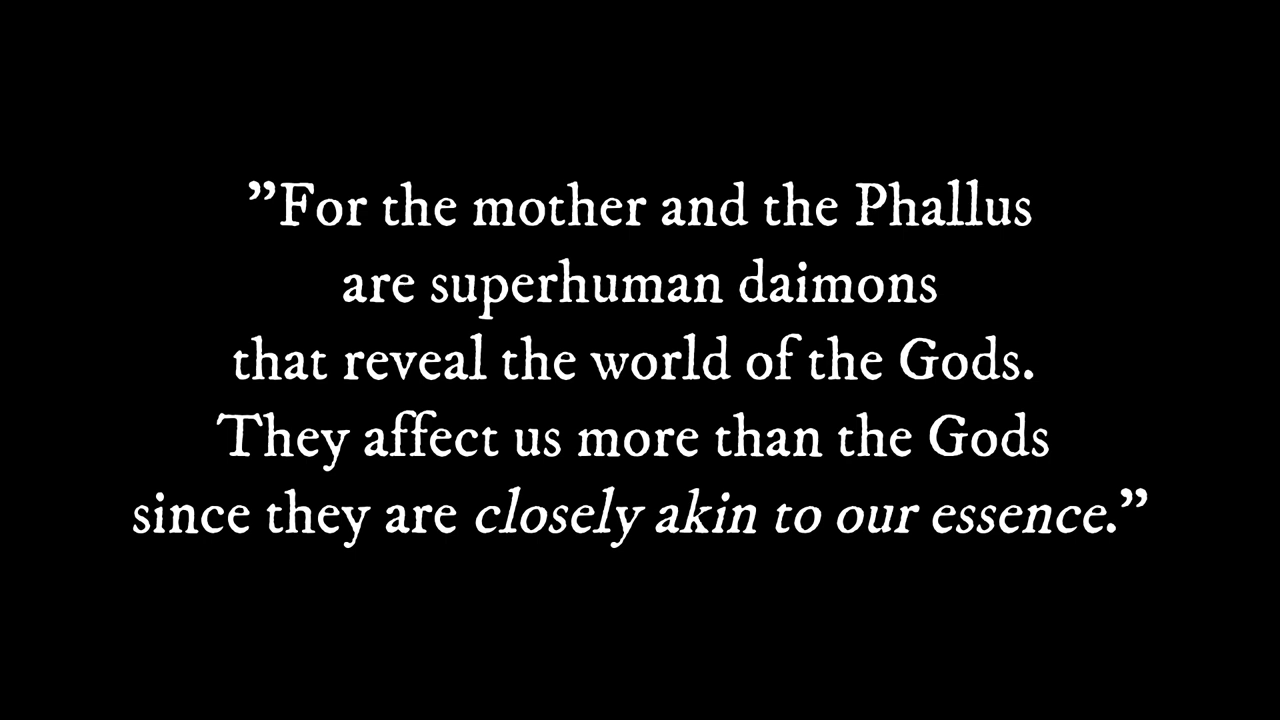 ”For the mother and the Phallus
are superhuman daimons
that reveal the world of the Gods.
They affect us more than the Gods
since they are closely akin to our essence.”